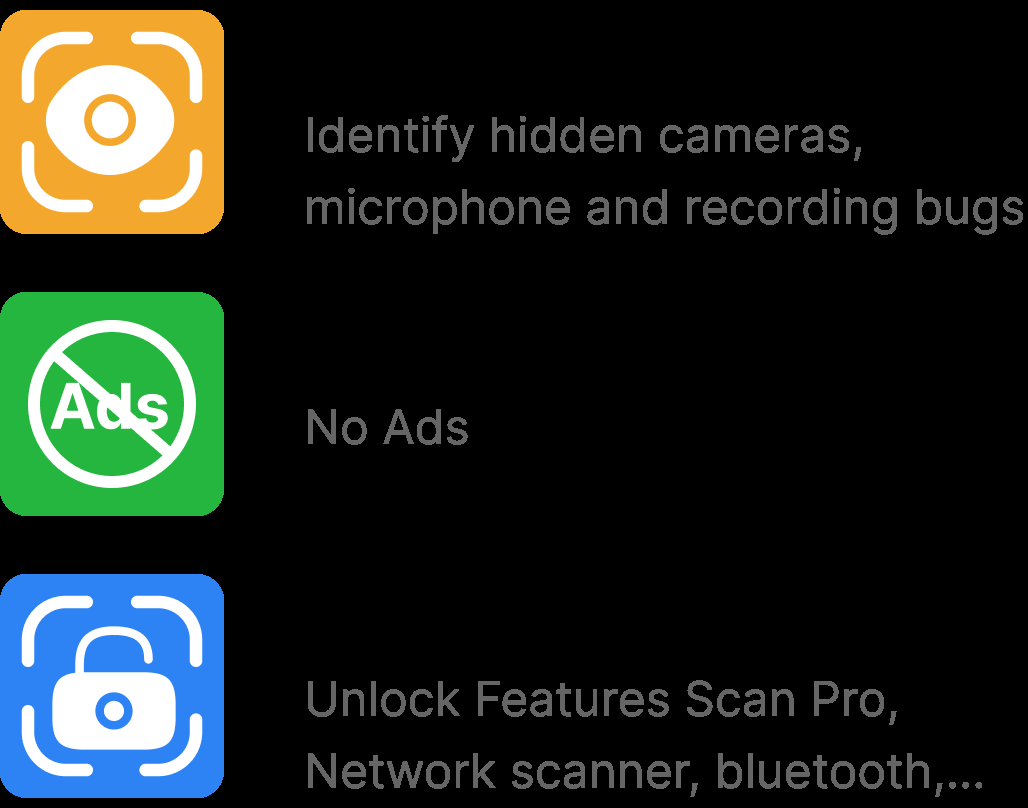 Identify hidden cameras,
microphone and recording bugs
Ads
No Ads
Unlock Features Scan Pro,
Network scanner, bluetooth,...